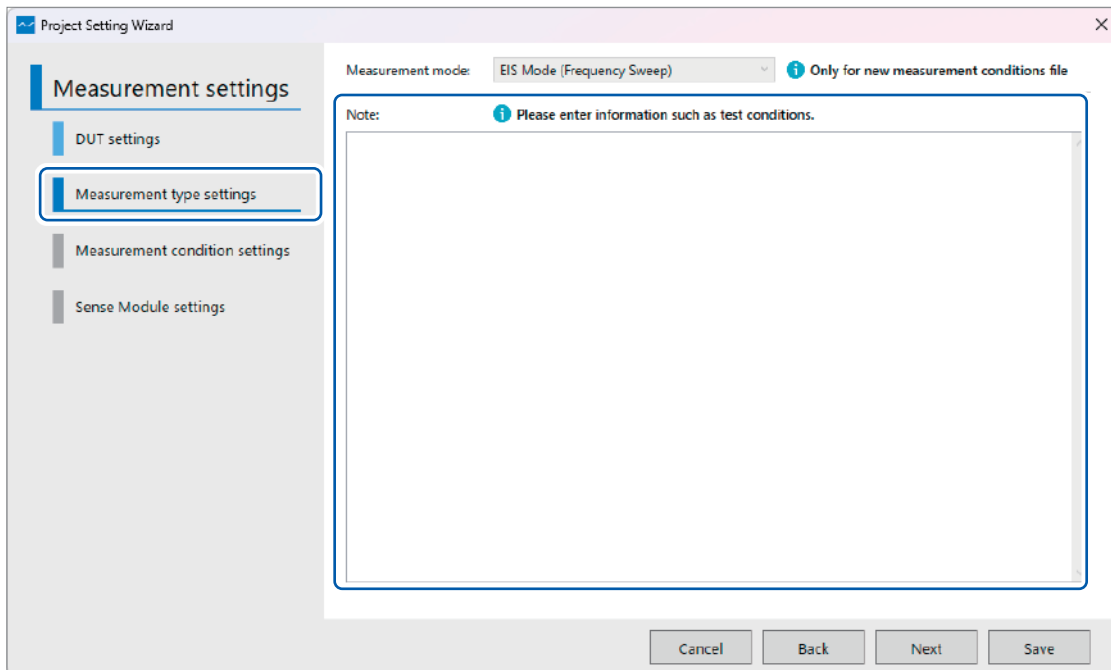 Project Setting Wizard
Measurement settings
DUT settings
Measurement type settings
Measurement condition settings
Sense Module settings
Measurement mode: EIS Mode (Frequency Sweep) Only for new measurement conditions file
Note: Please enter information such as test conditions.
Cancel Back Next Save